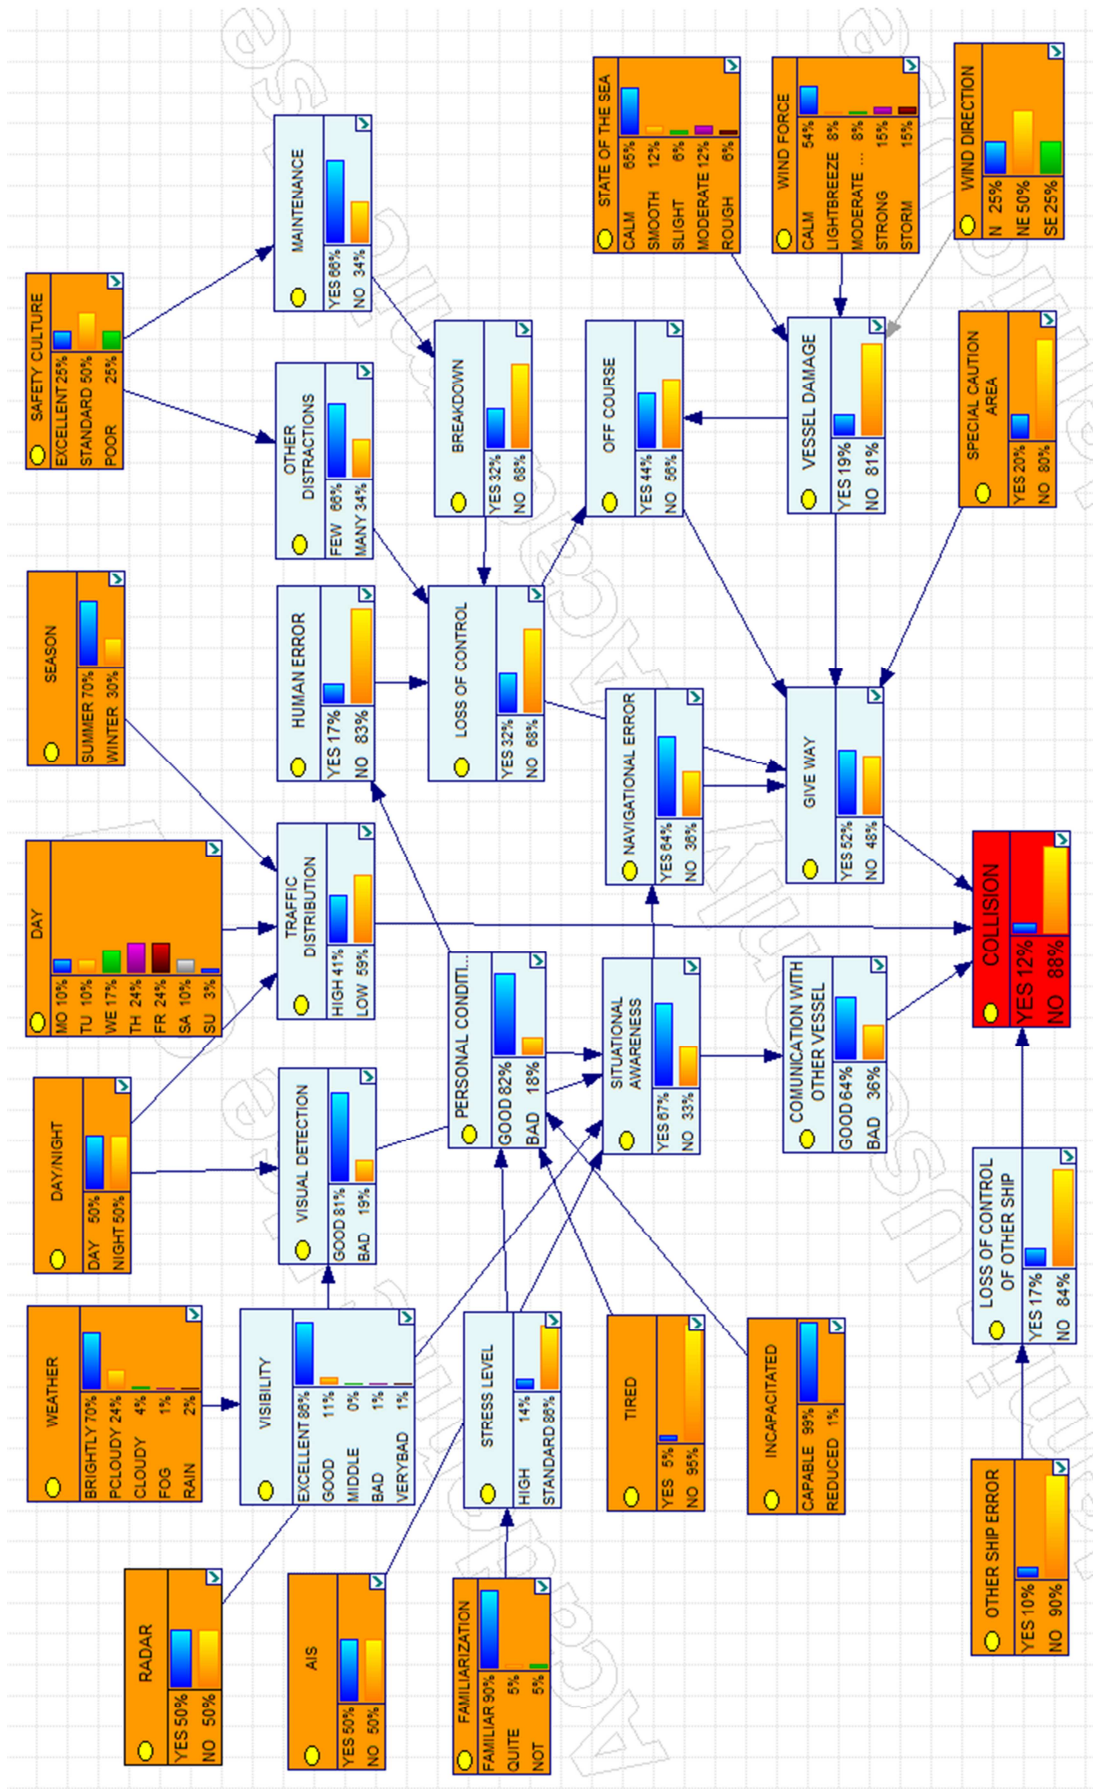 RADAR
YES 50%
NO 50%
WEATHER
BRIGHTLY 70%
PCLOUDY 24%
CLOUDY 4%
FOG 1%
RAIN 2%
DAY/NIGHT
DAY 50%
NIGHT 50%
DAY
MO 10%
TU 10%
WE 17%
TH 24%
FR 24%
SA 10%
SU 3%
SEASON
SUMMER 70%
WINTER 30%
SAFETY CULTURE
EXCELLENT 25%
STANDARD 50%
POOR 25%
AIS
YES 50%
NO 50%
VISIBILITY
EXCELLENT 86%
GOOD 11%
MIDDLE 0%
BAD 1%
VERYBAD 1%
VISUAL DETECTION
GOOD 81%
BAD 19%
TRAFFIC
DISTRIBUTION
HIGH 41%
LOW 59%
HUMAN ERROR
YES 17%
NO 83%
OTHER
DISTRACTIONS
FEW 66%
MANY 34%
MAINTENANCE
YES 66%
NO 34%
FAMILIARIZATION
FAMILIAR 90%
QUITE 5%
NOT 5%
STRESS LEVEL
HIGH 14%
STANDARD 86%
PERSONAL CONDITI...
GOOD 82%
BAD 18%
LOSS OF CONTROL
YES 32%
NO 68%
BREAKDOWN
YES 32%
NO 68%
TIRED
YES 5%
NO 95%
SITUATIONAL
AWARENESS
YES 67%
NO 33%
NAVIGATIONAL ERROR
YES 64%
NO 36%
OFF COURSE
YES 44%
NO 56%
STATE OF THE SEA
CALM 65%
SMOOTH 12%
SLIGHT 6%
MODERATE 12%
ROUGH 6%
INCAPACITATED
CAPABLE 99%
REDUCED 1%
COMUNICATION WITH
OTHER VESSEL
GOOD 64%
BAD 36%
GIVE WAY
YES 52%
NO 48%
VESSEL DAMAGE
YES 19%
NO 81%
WIND FORCE
CALM 54%
LIGHTBREEZE 8%
MODERATE ... 8%
STRONG 15%
STORM 15%
OTHER SHIP ERROR
YES 10%
NO 90%
LOSS OF CONTROL
OF OTHER SHIP
YES 17%
NO 84%
COLLISION
YES 12%
NO 88%
SPECIAL CAUTION
AREA
YES 20%
NO 80%
WIND DIRECTION
N 25%
NE 50%
SE 25%